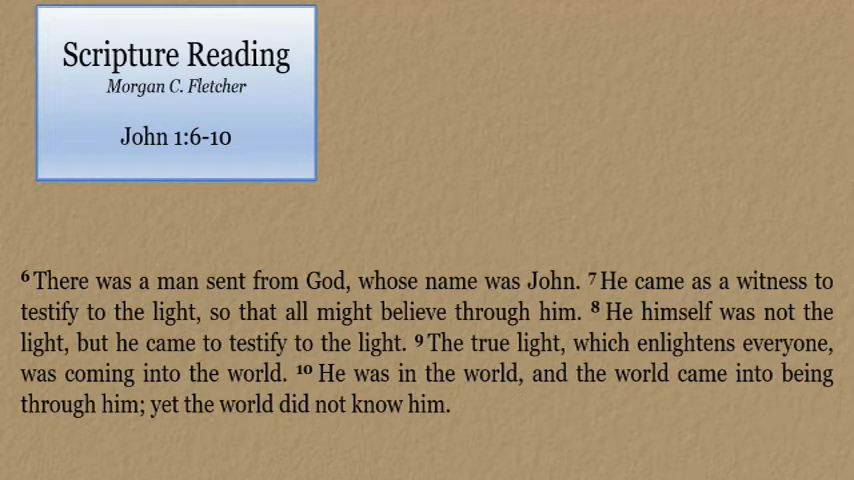 Scripture Reading
Morgan C. Fletcher
John 1:6-10
6 There was a man sent from God, whose name was John. 7 He came as a witness to
testify to the light, so that all might believe through him. 8 He himself was not the
light, but he came to testify to the light. 9 The true light, which enlightens everyone,
was coming into the world. 10 He was in the world, and the world came into being
through him; yet the world did not know him.